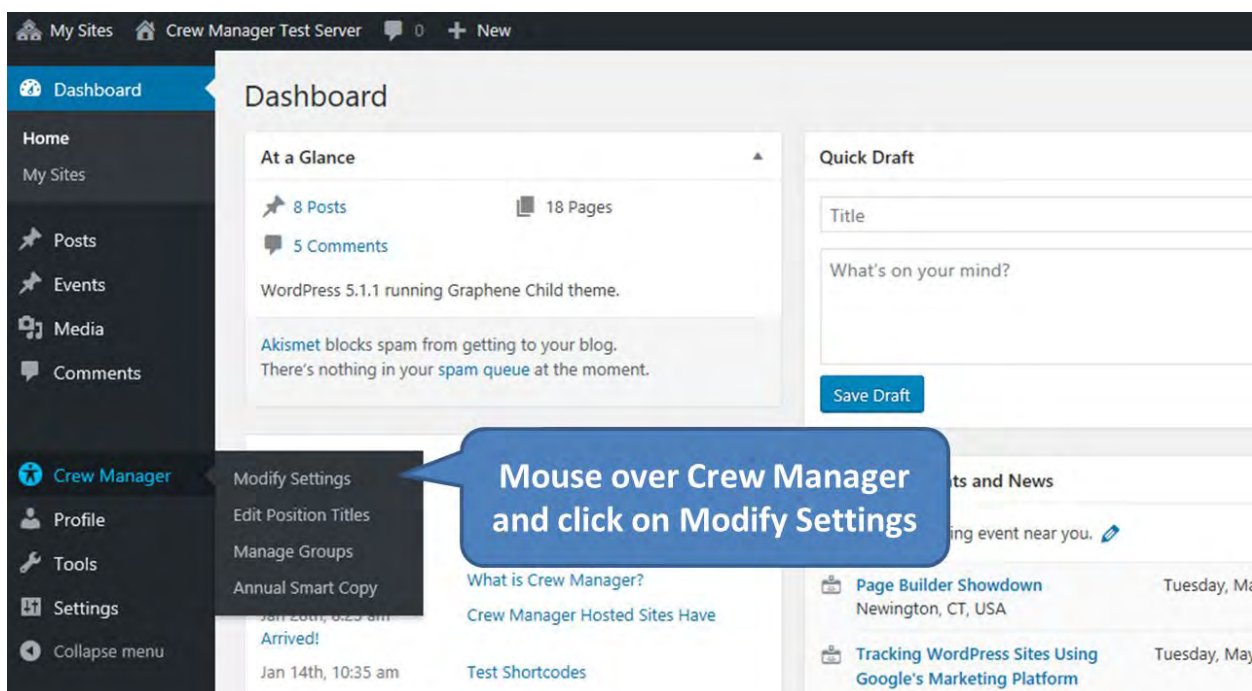 My Sites Crew Manager Test Server 0 New
Dashboard
Home
My Sites
Posts
Events
Media
Comments
Crew Manager
Profile
Tools
Settings
Collapse menu
Modify Settings
Edit Position Titles
Manage Groups
Annual Smart Copy
Dashboard
At a Glance
8 Posts 18 Pages
5 Comments
WordPress 5.1.1 running Graphene Child theme.
Akismet blocks spam from getting to your blog.
There's nothing in your spam queue at the moment.
Mouse over Crew Manager
and click on Modify Settings
What is Crew Manager?
Crew Manager Hosted Sites Have
Arrived!
Jan 14th, 10:35 am Test Shortcodes
Quick Draft
Title
What's on your mind?
Save Draft
and News
event near you.
Page Builder Showdown Tuesday,
Newington, CT, USA
Tracking WordPress Sites Using Tuesday, May
Google's Marketing Platform